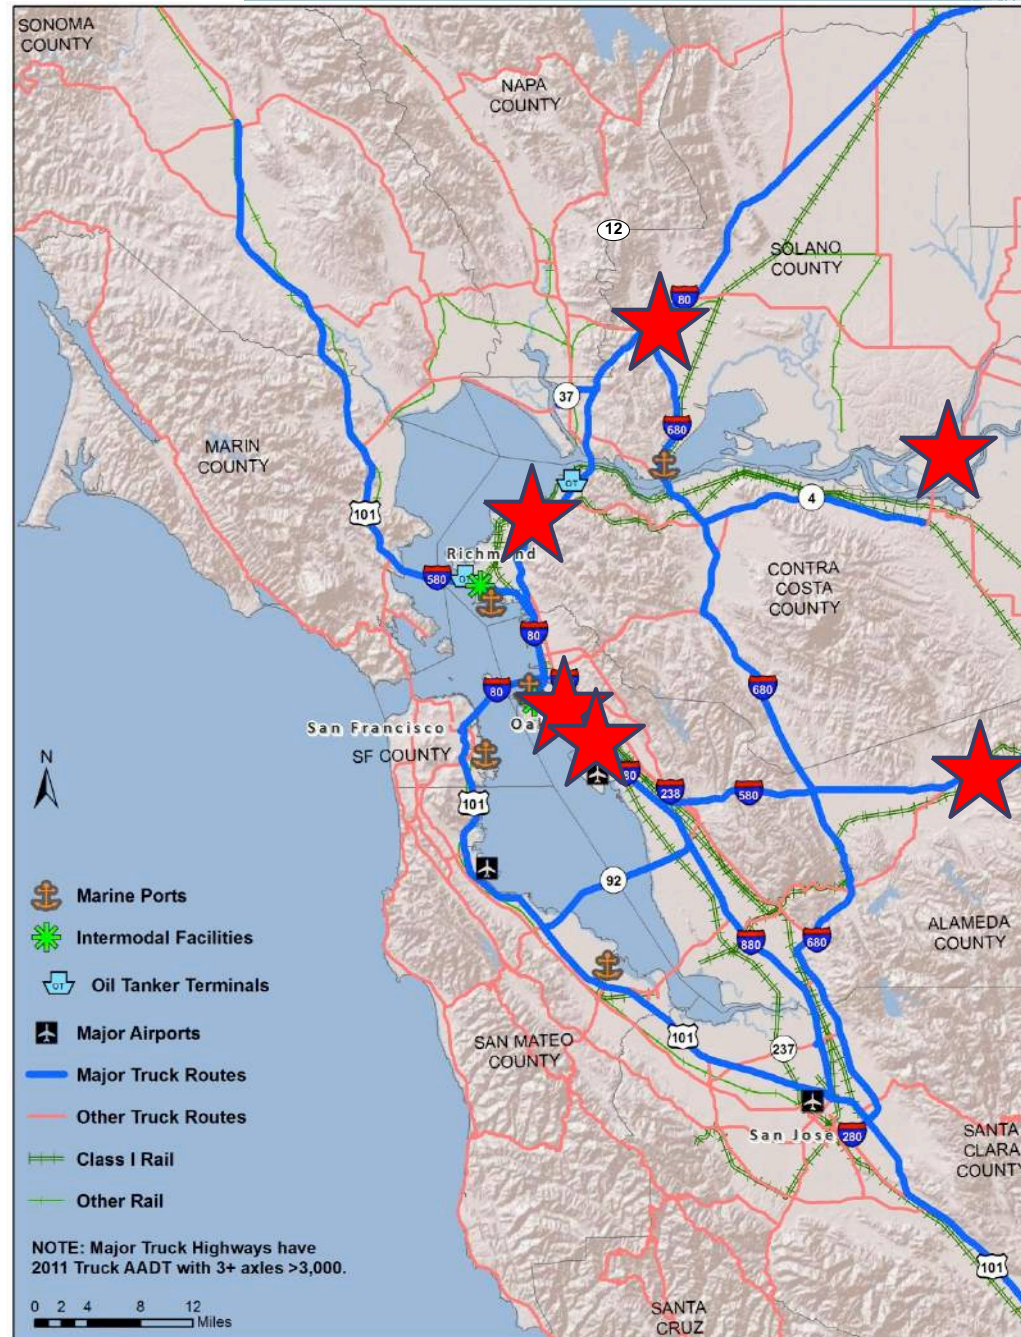 SONOMA
COUNTY
NAPA
COUNTY
12
SOLANO
COUNTY
80
37
680
MARIN
COUNTY
OT
4
101
Richmond
580
CONTRA
COSTA
COUNTY
80
680
80
San Francisco
SF COUNTY
N
238
580
101
92
Marine Ports
Intermodal Facilities
OT
Oil Tanker Terminals
Major Airports
Major Truck Routes
Other Truck Routes
Class I Rail
Other Rail
ALAMEDA
COUNTY
880
680
SAN MATEO
COUNTY
101
237
San Jose
280
SANTA
CLARA
COUNTY
101
NOTE: Major Truck Highways have
2011 Truck AADT with 3+ axles >3,000.
0 2 4 8 12
Miles
SANTA
CRUZ